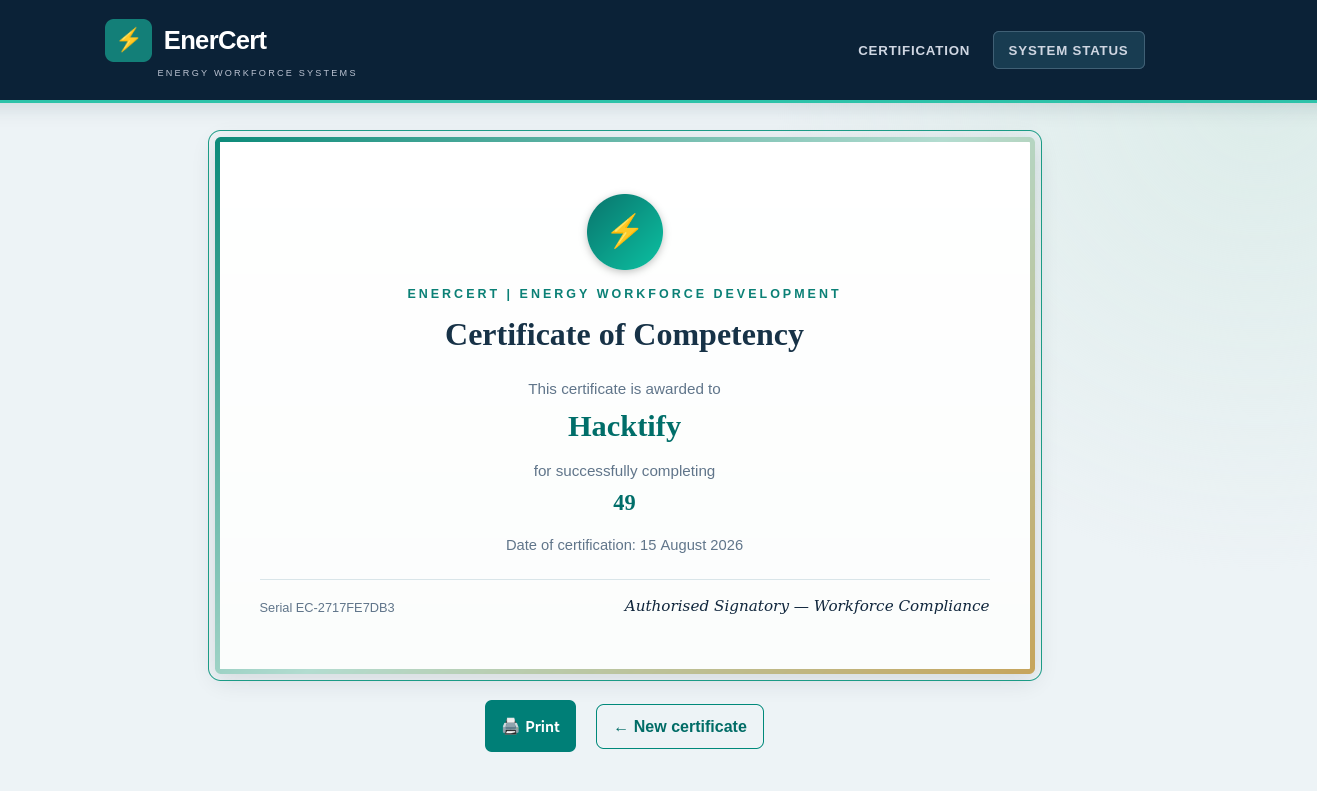 EnerCert
ENERGY WORKFORCE SYSTEMS
CERTIFICATION
SYSTEM STATUS
ENERCERT | ENERGY WORKFORCE DEVELOPMENT
Certificate of Competency
This certificate is awarded to
Hacktify
for successfully completing
49
Date of certification: 15 August 2026
Serial EC-2717FE7DB3
Authorised Signatory — Workforce Compliance
Print
← New certificate